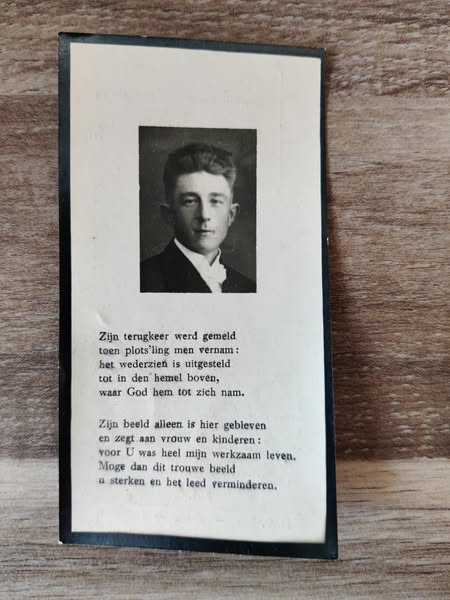 Zijn terugkeer werd gemeld
toen plots'ling men vernam:
het wederzien is uitgesteld
tot in den hemel boven,
waar God hem tot zich nam.
Zijn beeld alleen is hier gebleven
en zegt aan vrouw en kinderen:
voor U was heel mijn werkzaam leven.
Moge dan dit trouwe beeld
u sterken en het leed verminderen.